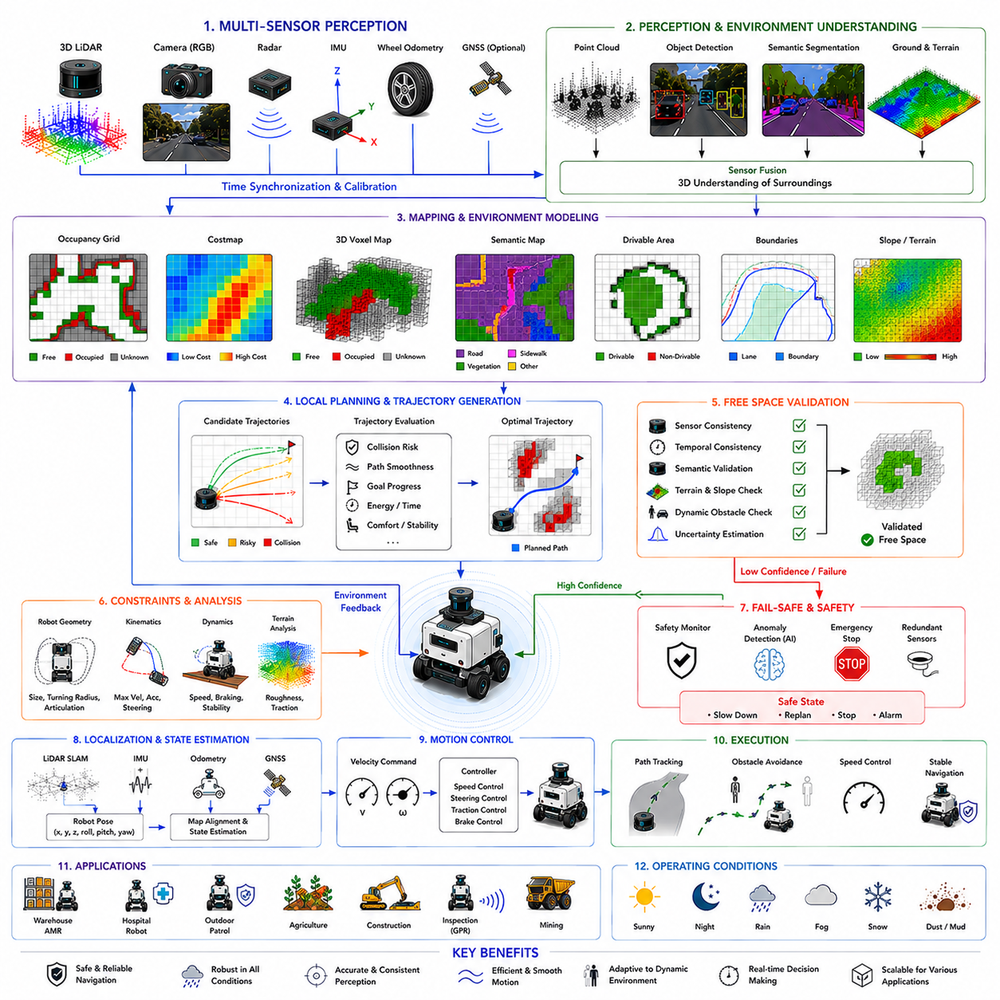 1. MULTI-SENSOR PERCEPTION
3D LiDAR
Camera (RGB)
Radar
IMU
Wheel Odometry
GNSS (Optional)
Z
Y
X
Time Synchronization & Calibration
2. PERCEPTION & ENVIRONMENT UNDERSTANDING
Point Cloud
Object Detection
Semantic Segmentation
Ground & Terrain
Sensor Fusion
3D Understanding of Surroundings
3. MAPPING & ENVIRONMENT MODELING
Occupancy Grid
Costmap
3D Voxel Map
Semantic Map
Drivable Area
Boundaries
Slope / Terrain
Free
Occupied
Unknown
Low Cost
High Cost
Free
Occupied
Unknown
Road
Sidewalk
Vegetation
Other
Drivable
Non-Drivable
Lane
Boundary
Low
High
4. LOCAL PLANNING & TRAJECTORY GENERATION
Candidate Trajectories
Trajectory Evaluation
Optimal Trajectory
Collision Risk
Path Smoothness
Goal Progress
Energy / Time
Comfort / Stability
...
Safe
Risky
Collision
Planned Path
5. FREE SPACE VALIDATION
Sensor Consistency
Temporal Consistency
Semantic Validation
Terrain & Slope Check
Dynamic Obstacle Check
Uncertainty Estimation
Validated
Free Space
Low Confidence / Failure
High Confidence
Environment
Feedback
6. CONSTRAINTS & ANALYSIS
Robot Geometry
Kinematics
Dynamics
Terrain
Analysis
Size, Turning Radius,
Articulation
Max Vel, Acc,
Steering
Speed, Braking,
Stability
Roughness,
Traction
7. FAIL-SAFE & SAFETY
Safety Monitor
Anomaly
Detection (AI)
Emergency
Stop
Redundant
Sensors
STOP
Safe State
• Slow Down
• Replan
• Stop
• Alarm
8. LOCALIZATION & STATE ESTIMATION
LiDAR SLAM
IMU
Odometry
GNSS
Robot Pose
(x, y, z, roll, pitch, yaw)
Map Alignment &
State Estimation
9. MOTION CONTROL
Velocity Command
v
ω
Controller
Speed Control
Steering Control
Traction Control
Brake Control
10. EXECUTION
Path Tracking
Obstacle Avoidance
Speed Control
Stable
Navigation
11. APPLICATIONS
Warehouse
AMR
Hospital
Robot
Outdoor
Patrol
Agriculture
Construction
Inspection
(GPR)
Mining
12. OPERATING CONDITIONS
Sunny
Night
Rain
Fog
Snow
Dust / Mud
KEY BENEFITS
Safe & Reliable
Navigation
Robust in All
Conditions
Accurate & Consistent
Perception
Efficient & Smooth
Motion
Adaptive to Dynamic
Environment
Real-time Decision
Making
Scalable for Various
Applications